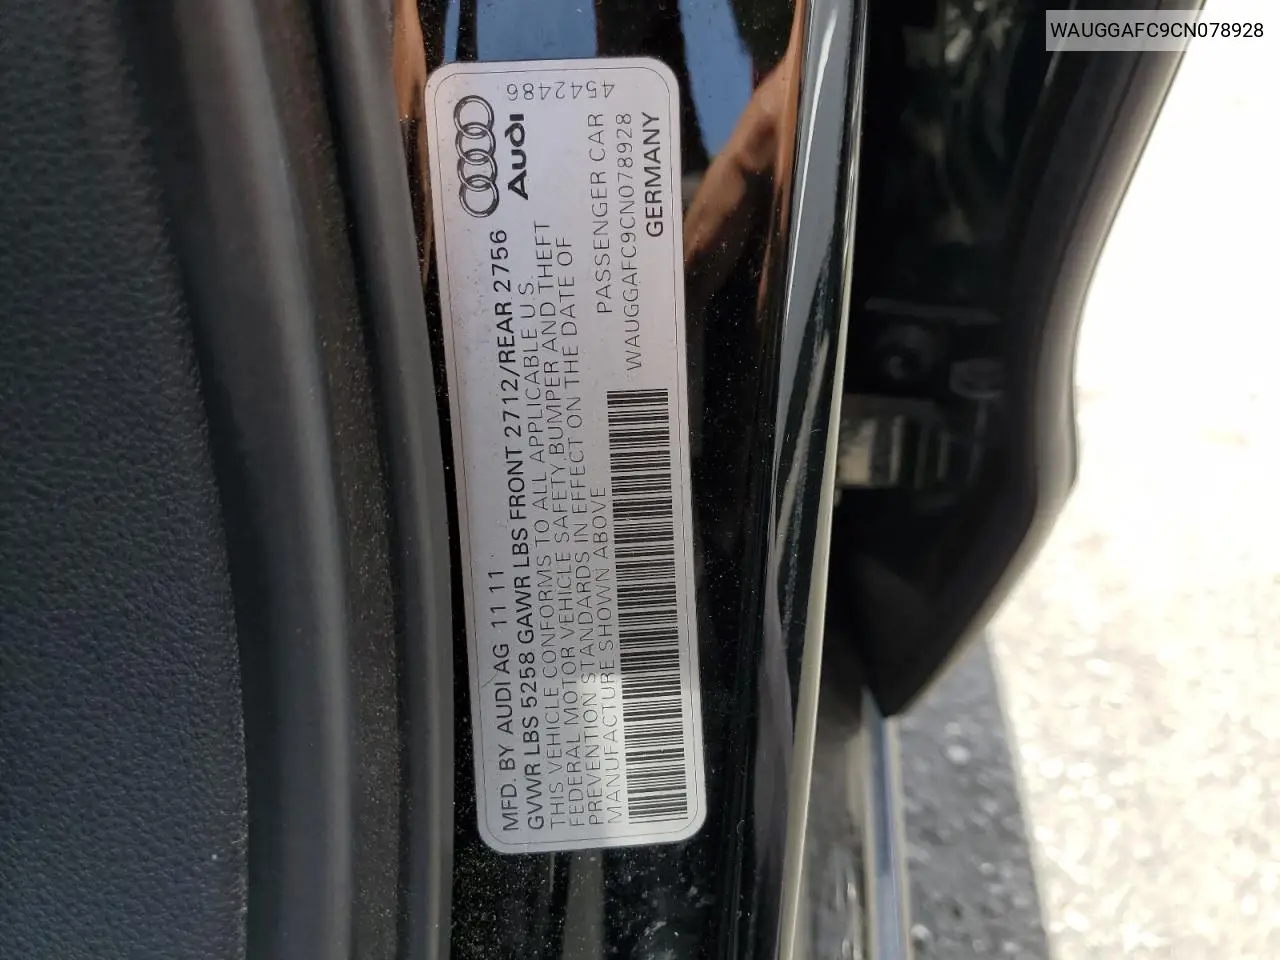 WAUGGAFC9CN078928
MFD. BY AUDI AG 11 11
GVWR LBS 5258 GAWR LBS FRONT 2712/REAR 2756
THIS VEHICLE CONFORMS TO ALL APPLICABLE U.S.
FEDERAL MOTOR VEHICLE SAFETY, BUMPER AND THEFT
PREVENTION STANDARDS IN EFFECT ON THE DATE OF
MANUFACTURE SHOWN ABOVE
PASSENGER CAR
WAUGGAFC9CN078928
GERMANY
Audi
4542486